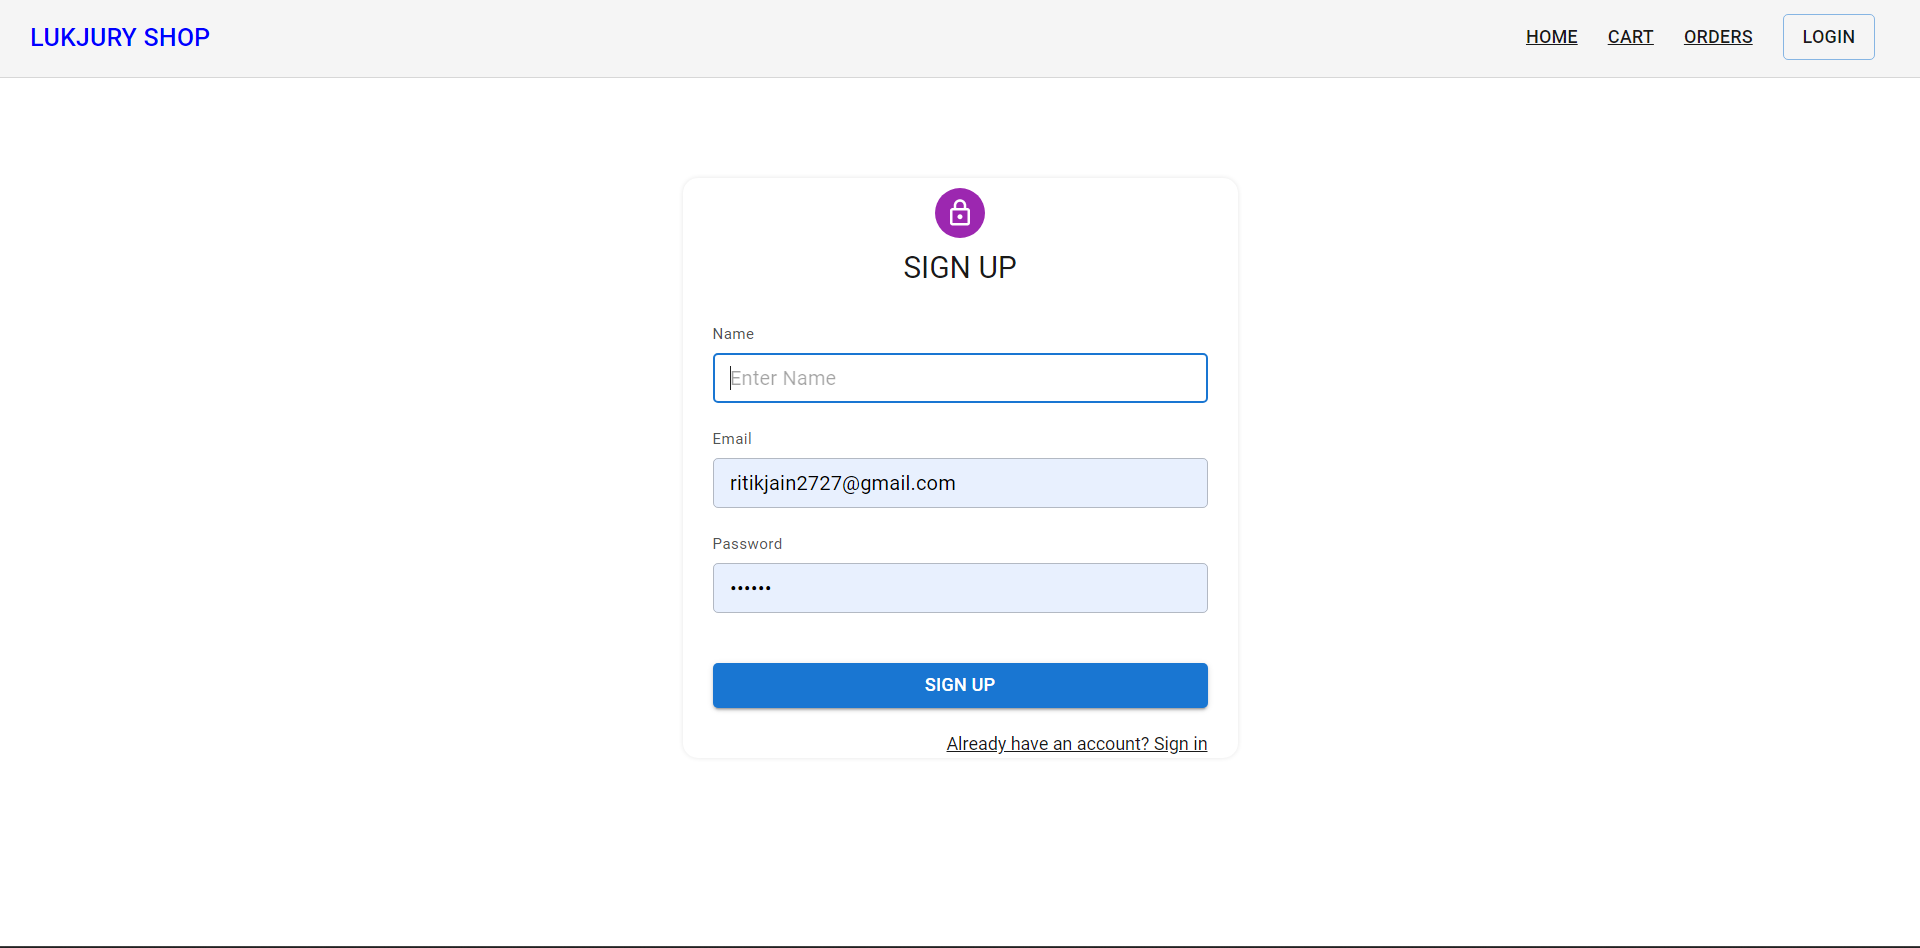 LUKJURY SHOP
HOME CART ORDERS LOGIN
SIGN UP
Name
Enter Name
Email
ritikjain2727@gmail.com
Password
••••••
SIGN UP
Already have an account? Sign in